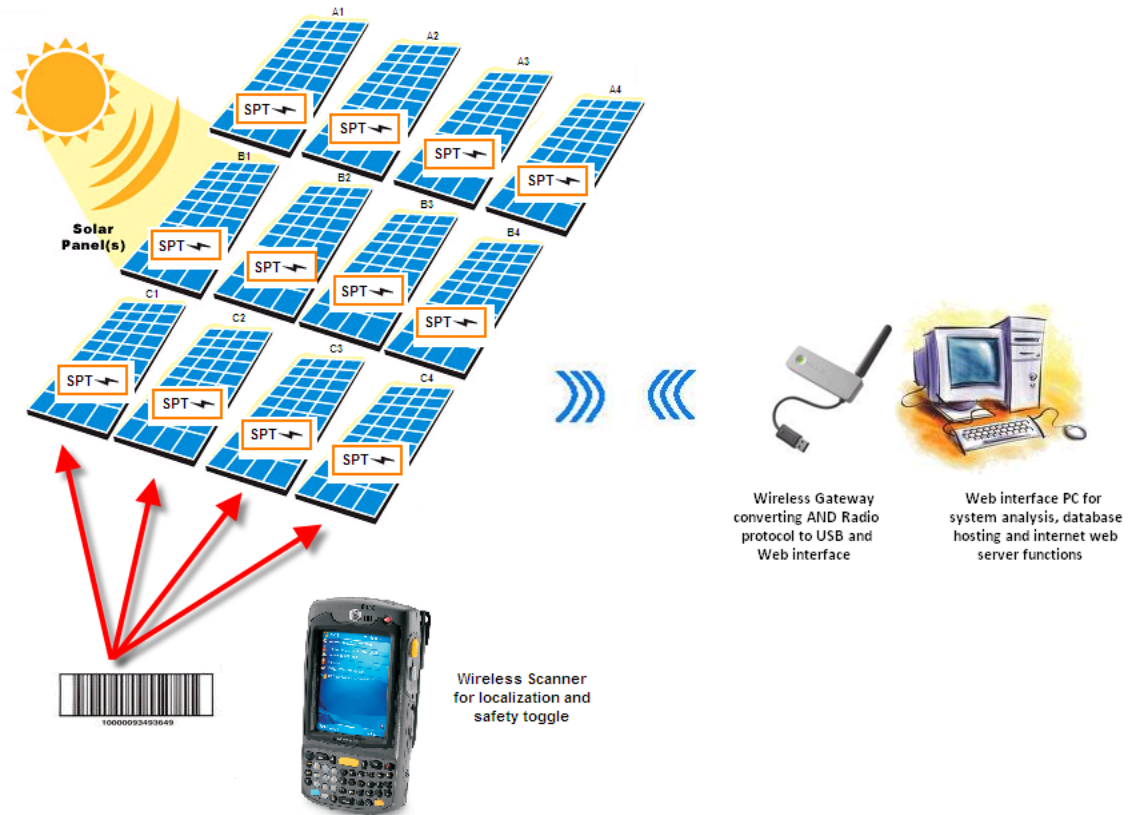 A1
A2
A3
A4
SPT
SPT
SPT
SPT
B1
B2
B3
B4
Solar
Panel(s)
SPT
SPT
SPT
SPT
C1
C2
C3
C4
SPT
SPT
SPT
SPT
Wireless Gateway
converting AND Radio
protocol to USB and
Web interface
Web interface PC for
system analysis, database
hosting and internet web
server functions
10000093493649
Wireless Scanner
for localization and
safety toggle